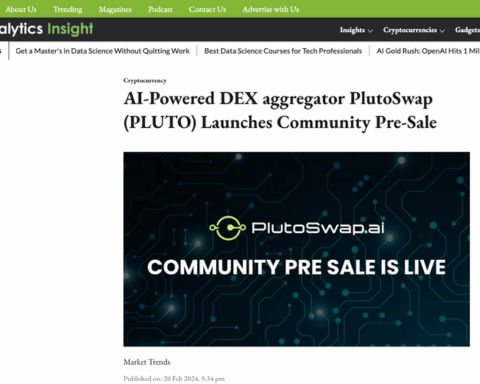 About Us Trending Magazines Podcast Contact Us Advertise with Us
alytics Insight Insights Cryptocurrencies Gadgets
s Get a Master's in Data Science Without Quitting Work Best Data Science Courses for Tech Professionals AI Gold Rush: OpenAI Hits 1 Mil
Cryptocurrency
AI-Powered DEX aggregator PlutoSwap
(PLUTO) Launches Community Pre-Sale
PlutoSwap.ai
COMMUNITY PRE SALE IS LIVE
Market Trends
Published on: 20 Feb 2024, 5:34 pm